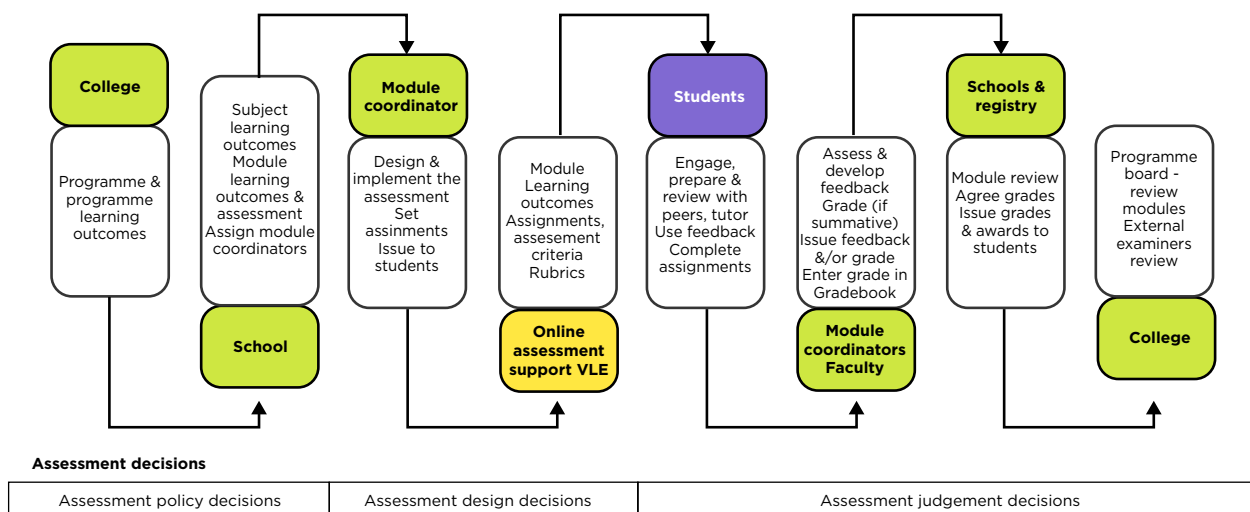 College
Programme &
programme
learning
outcomes
Subject
learning
outcomes
Module
learning
outcomes &
assessment
Assign module
coordinators
School
Module
coordinator
Design &
implement the
assessment
Set
assinments
Issue to
students
Module
Learning
outcomes
Assignments,
assesement
criteria
Rubrics
Online
assessment
support VLE
Students
Engage,
prepare &
review with
peers, tutor
Use feedback
Complete
assignments
Assess &
develop
feedback
Grade (if
summative)
Issue feedback
&/or grade
Enter grade in
Gradebook
Module
coordinators
Faculty
Schools &
registry
Module review
Agree grades
Issue grades
& awards to
students
Programme
board -
review
modules
External
examiners
review
College
Assessment decisions
Assessment policy decisions
Assessment design decisions
Assessment judgement decisions